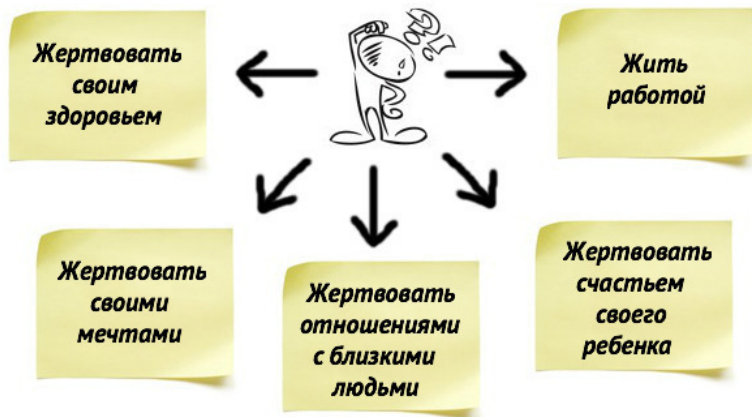 Жертвовать
своим
здоровьем
Жить
работой
Жертвовать
своими
мечтами
Жертвовать
отношениями
с близкими
людьми
Жертвовать
счастьем
своего
ребенка